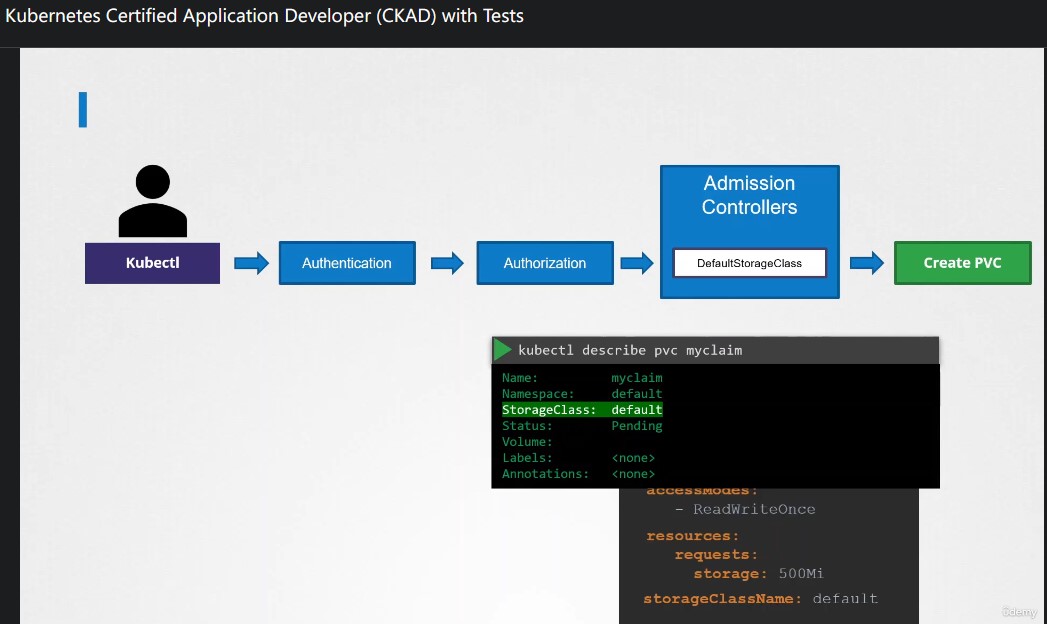 Kubernetes Certified Application Developer (CKAD) with Tests
Admission
Controllers
Kubectl
Authentication
Authorization
DefaultStorageClass
Create PVC
kubectl describe pvc myclaim
Name: myclaim
Namespace: default
StorageClass: default
Status: Pending
Volume:
Labels: <none>
Annotations: <none>
accessModes:
- ReadWriteOnce
resources:
requests:
storage: 500Mi
storageClassName: default
ûdemy